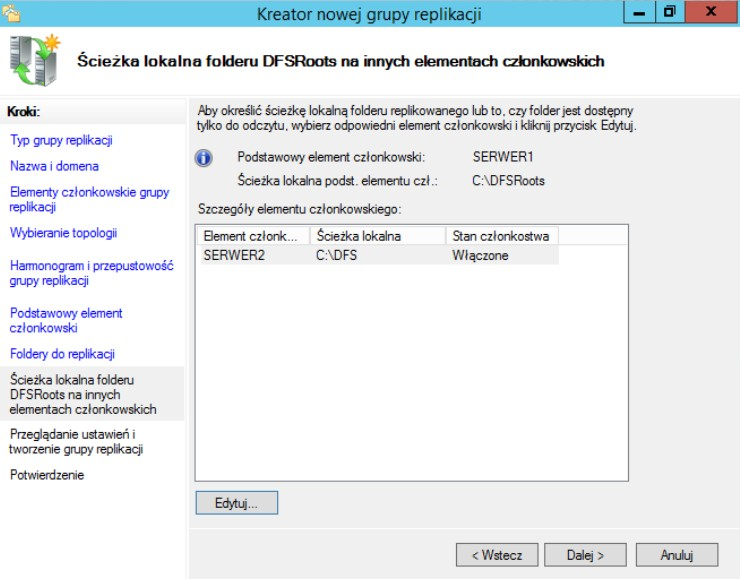 Kreator nowej grupy replikacji
Ścieżka lokalna folderu DFSRoots na innych elementach członkowskich
Kroki:
Typ grupy replikacji
Nazwa i domena
Elementy członkowskie grupy
replikacji
Wybieranie topologii
Harmonogram i przepustowość
grupy replikacji
Podstawowy element
członkowski
Foldery do replikacji
Ścieżka lokalna folderu
DFSRoots na innych
elementach członkowskich
Przeglądanie ustawień i
tworzenie grupy replikacji
Potwierdzenie
Aby określić ścieżkę lokalną folderu replikowanego lub to, czy folder jest dostępny
tylko do odczytu, wybierz odpowiedni element członkowski i kliknij przycisk Edytuj.
Podstawowy element członkowski: SERWER1
Ścieżka lokalna podst. elementu czł.: C:\DFSRoots
Szczegóły elementu członkowskiego:
Element członk... Ścieżka lokalna Stan członkostwa
SERWER2 C:\DFS Włączone
Edytuj...
< Wstecz Dalej > Anuluj